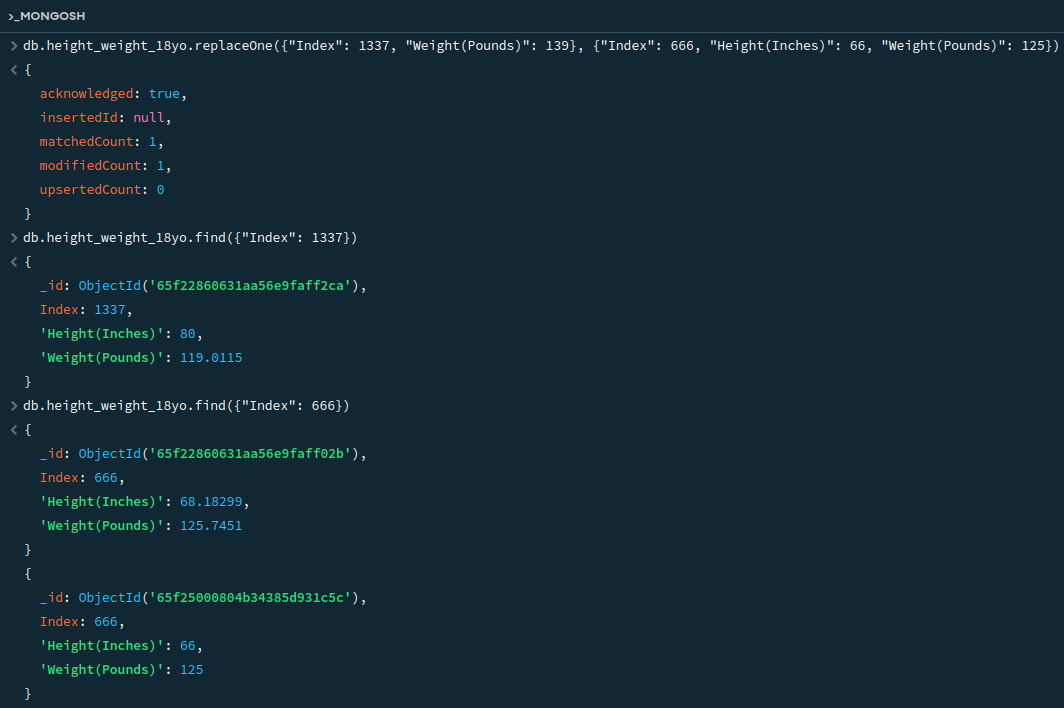 >_MONGOSH
> db.height_weight_18yo.replaceOne({"Index": 1337, "Weight(Pounds)": 139}, {"Index": 666, "Height(Inches)": 66, "Weight(Pounds)": 125})
< {
acknowledged: true,
insertedId: null,
matchedCount: 1,
modifiedCount: 1,
upsertedCount: 0
}
> db.height_weight_18yo.find({"Index": 1337})
< {
_id: ObjectId('65f22860631aa56e9faff2ca'),
Index: 1337,
'Height(Inches)': 80,
'Weight(Pounds)': 119.0115
}
> db.height_weight_18yo.find({"Index": 666})
< {
_id: ObjectId('65f22860631aa56e9faff02b'),
Index: 666,
'Height(Inches)': 68.18299,
'Weight(Pounds)': 125.7451
}
{
_id: ObjectId('65f25000804b34385d931c5c'),
Index: 666,
'Height(Inches)': 66,
'Weight(Pounds)': 125
}